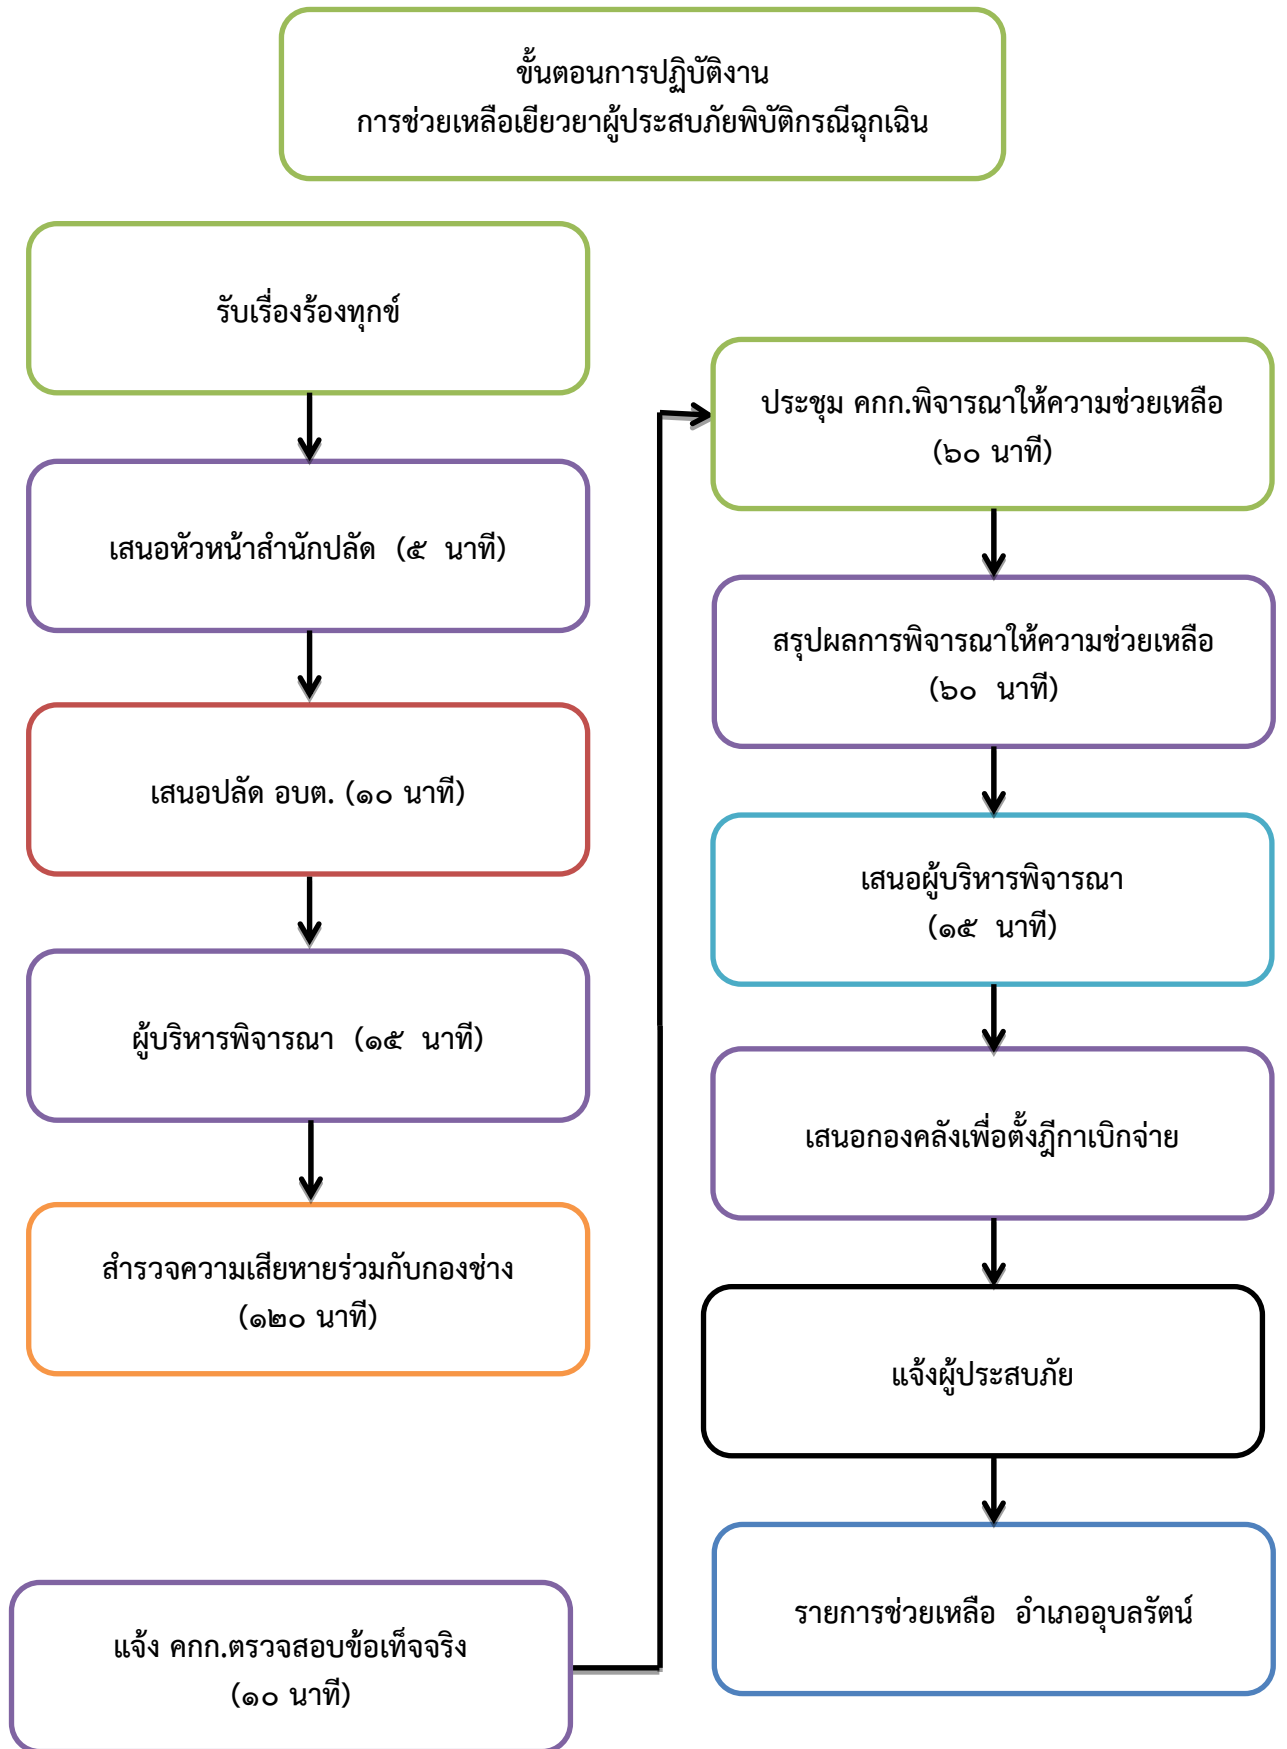 ขั้นตอนการปฏิบัติงาน
การช่วยเหลือเยียวยาผู้ประสบภัยพิบัติกรณีฉุกเฉิน
รับเรื่องร้องทุกข์
เสนอหัวหน้าสำนักปลัด (๕ นาที)
เสนอปลัด อบต. (๑๐ นาที)
ผู้บริหารพิจารณา (๑๕ นาที)
สำรวจความเสียหายร่วมกับกองช่าง
(๑๒๐ นาที)
แจ้ง คกก.ตรวจสอบข้อเท็จจริง
(๑๐ นาที)
ประชุม คกก.พิจารณาให้ความช่วยเหลือ
(๖๐ นาที)
สรุปผลการพิจารณาให้ความช่วยเหลือ
(๖๐ นาที)
เสนอผู้บริหารพิจารณา
(๑๕ นาที)
เสนอกองคลังเพื่อตั้งฎีกาเบิกจ่าย
แจ้งผู้ประสบภัย
รายการช่วยเหลือ อำเภออุบลรัตน์